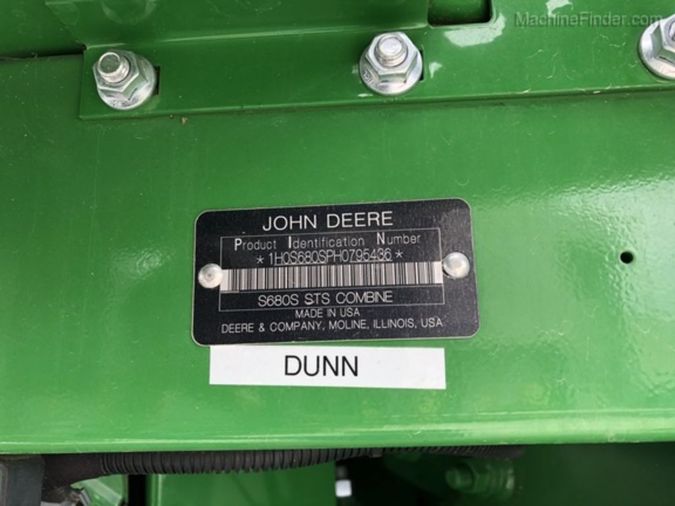 MachineFinder.com
JOHN DEERE
Product Identification Number
*1H0S680SPH0795436*
S680S STS COMBINE
MADE IN USA
DEERE & COMPANY, MOLINE, ILLINOIS, USA
DUNN